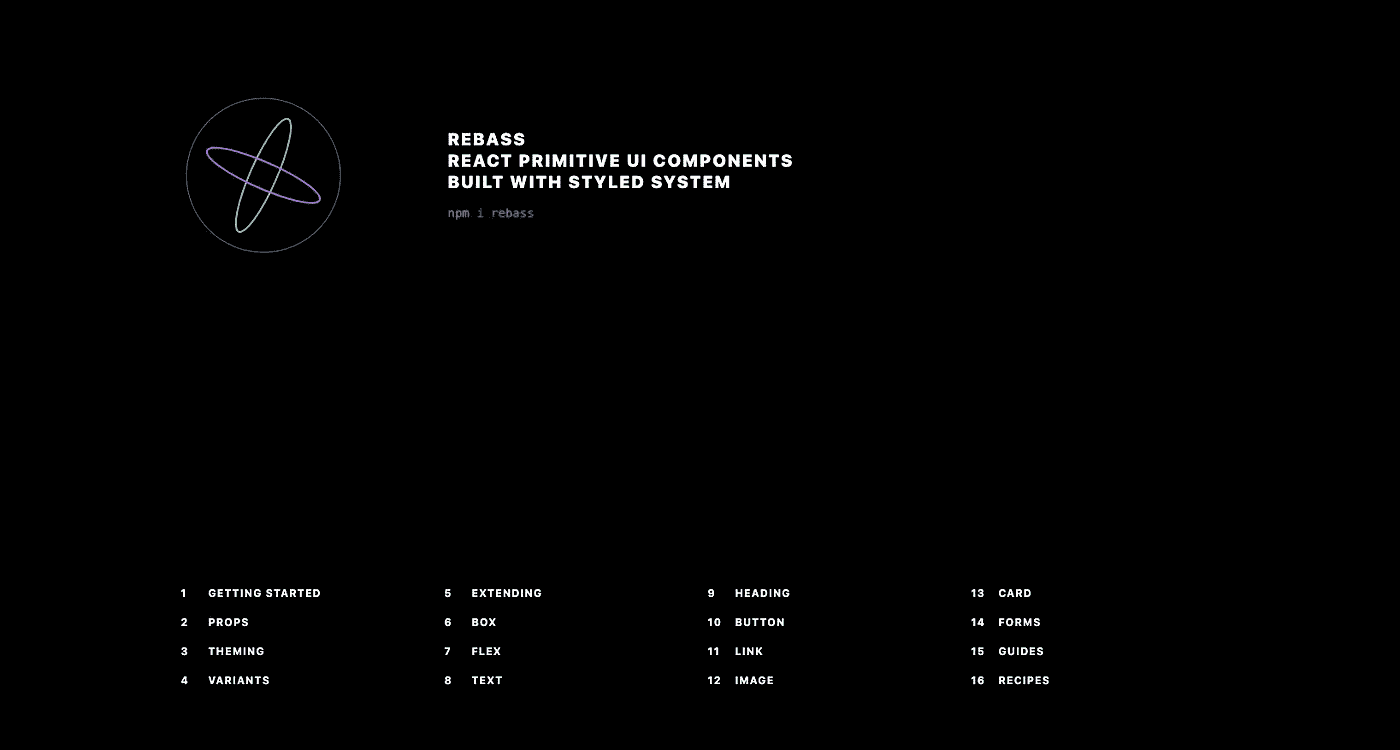 REBASS
REACT PRIMITIVE UI COMPONENTS
BUILT WITH STYLED SYSTEM
npm i rebass
1 GETTING STARTED
2 PROPS
3 THEMING
4 VARIANTS
5 EXTENDING
6 BOX
7 FLEX
8 TEXT
9 HEADING
10 BUTTON
11 LINK
12 IMAGE
13 CARD
14 FORMS
15 GUIDES
16 RECIPES